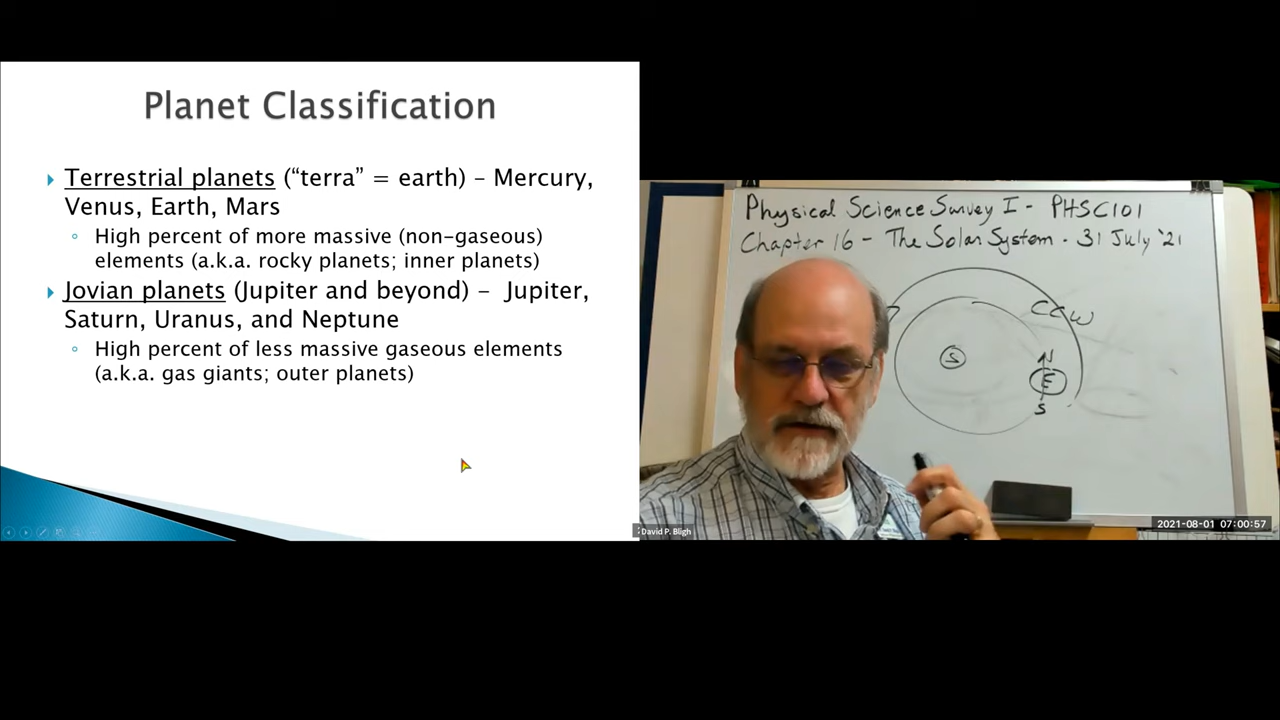 Planet Classification
Terrestrial planets (“terra” = earth) – Mercury,
Venus, Earth, Mars
High percent of more massive (non-gaseous)
elements (a.k.a. rocky planets; inner planets)
Jovian planets (Jupiter and beyond) – Jupiter,
Saturn, Uranus, and Neptune
High percent of less massive gaseous elements
(a.k.a. gas giants; outer planets)
Physical Science Survey I - PHSC101
Chapter 16 - The Solar System - 31 July '21
CCW
S
N
E
S
David P. Bligh
2021-08-01 07:00:57